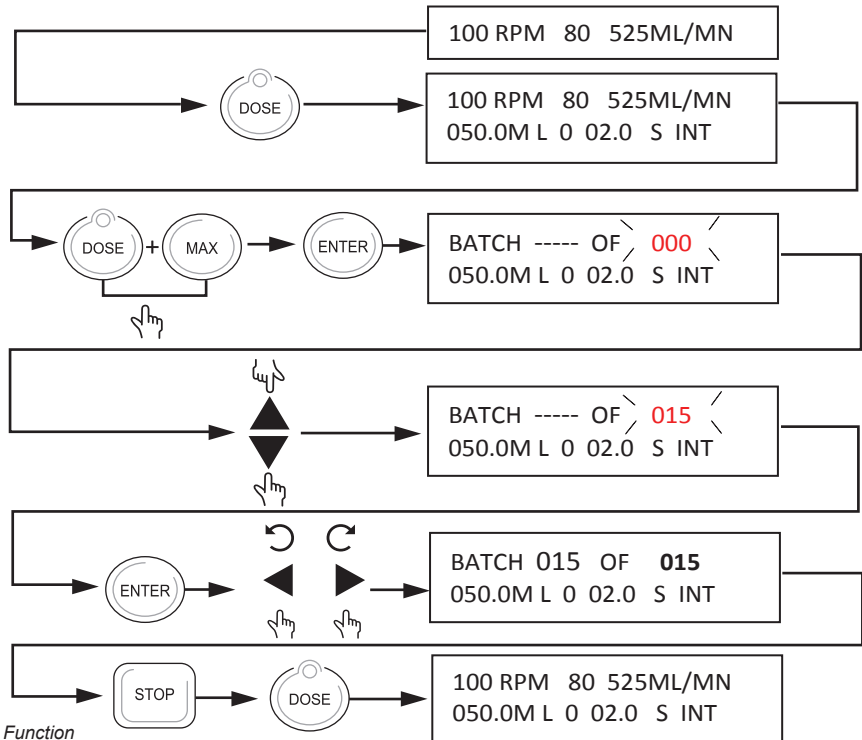 100 RPM 80 525ML/MN
DOSE
100 RPM 80 525ML/MN
050.0M L 0 02.0 S INT
DOSE + MAX ENTER
BATCH ----- OF 000
050.0M L 0 02.0 S INT
BATCH ----- OF 015
050.0M L 0 02.0 S INT
ENTER
BATCH 015 OF 015
050.0M L 0 02.0 S INT
STOP DOSE
100 RPM 80 525ML/MN
050.0M L 0 02.0 S INT
Function